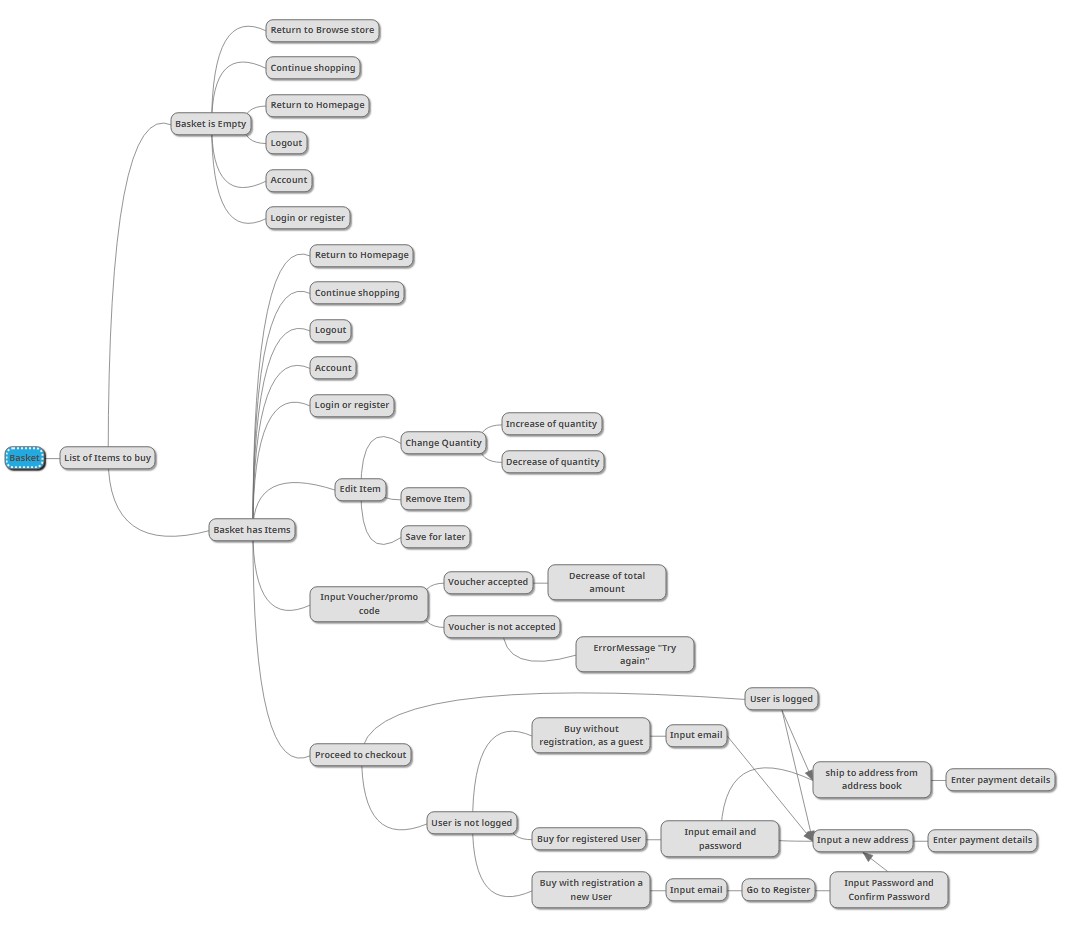 Return to Browse store
Continue shopping
Return to Homepage
Basket is Empty
Logout
Account
Login or register
Return to Homepage
Continue shopping
Logout
Account
Login or register
Increase of quantity
Change Quantity
Basket
List of Items to buy
Decrease of quantity
Edit Item
Remove Item
Basket has Items
Save for later
Voucher accepted
Decrease of total
amount
Input Voucher/promo
code
Voucher is not accepted
ErrorMessage "Try
again"
User is logged
Buy without
registration, as a guest
Input email
Proceed to checkout
ship to address from
address book
Enter payment details
User is not logged
Buy for registered User
Input email and
password
Input a new address
Enter payment details
Buy with registration a
new User
Input email
Go to Register
Input Password and
Confirm Password